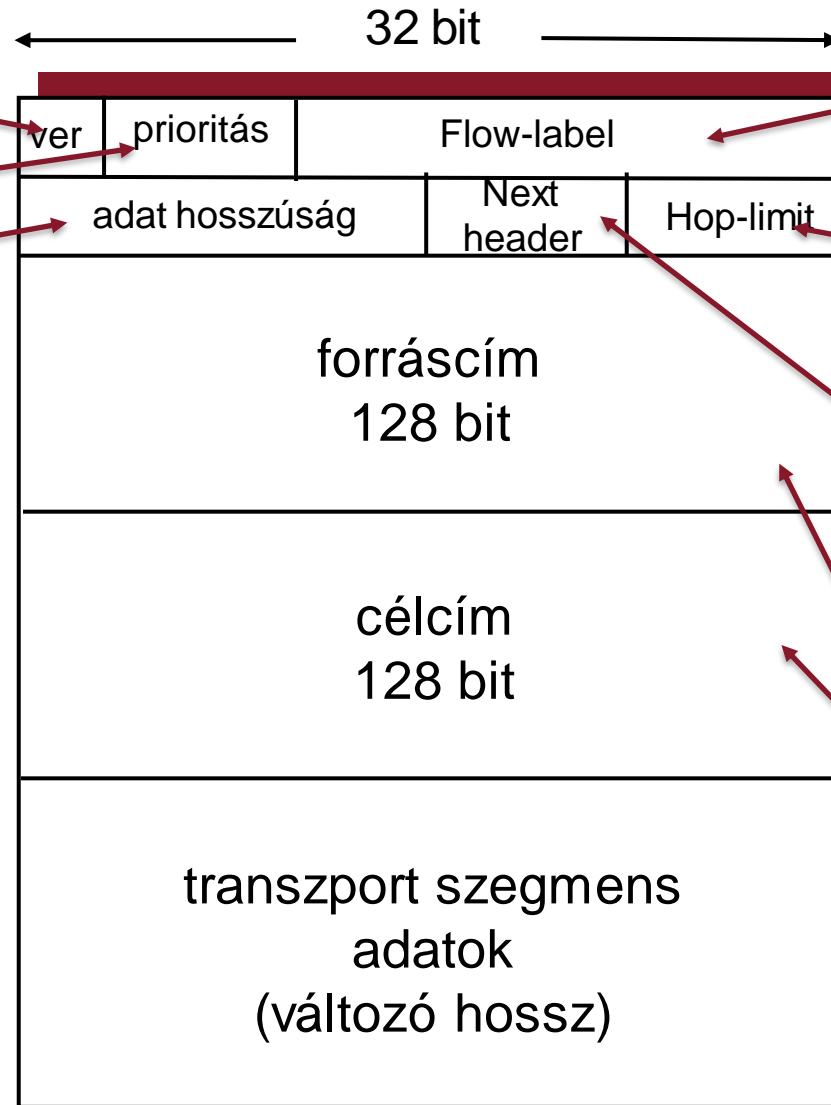 32 bit
ver prioritás Flow-label
adat hosszúság Next header Hop-limit
forráscím
128 bit
célcím
128 bit
transzport szegmens
adatok
(változó hossz)